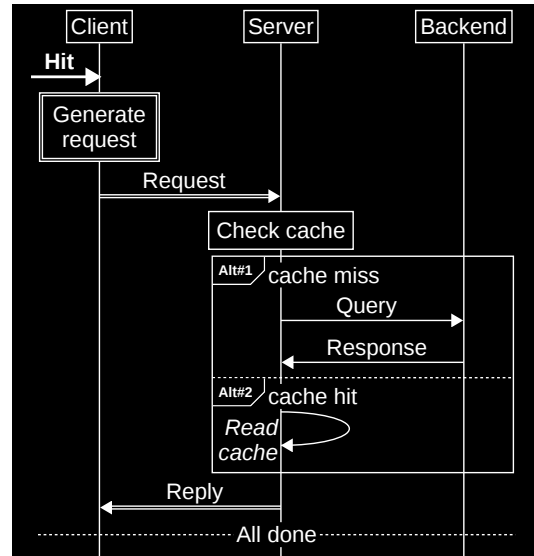 Client Server Backend
Hit
Generate
request
Request
Check cache
Alt#1 cache miss
Query
Response
Alt#2 cache hit
Read
cache
Reply
All done